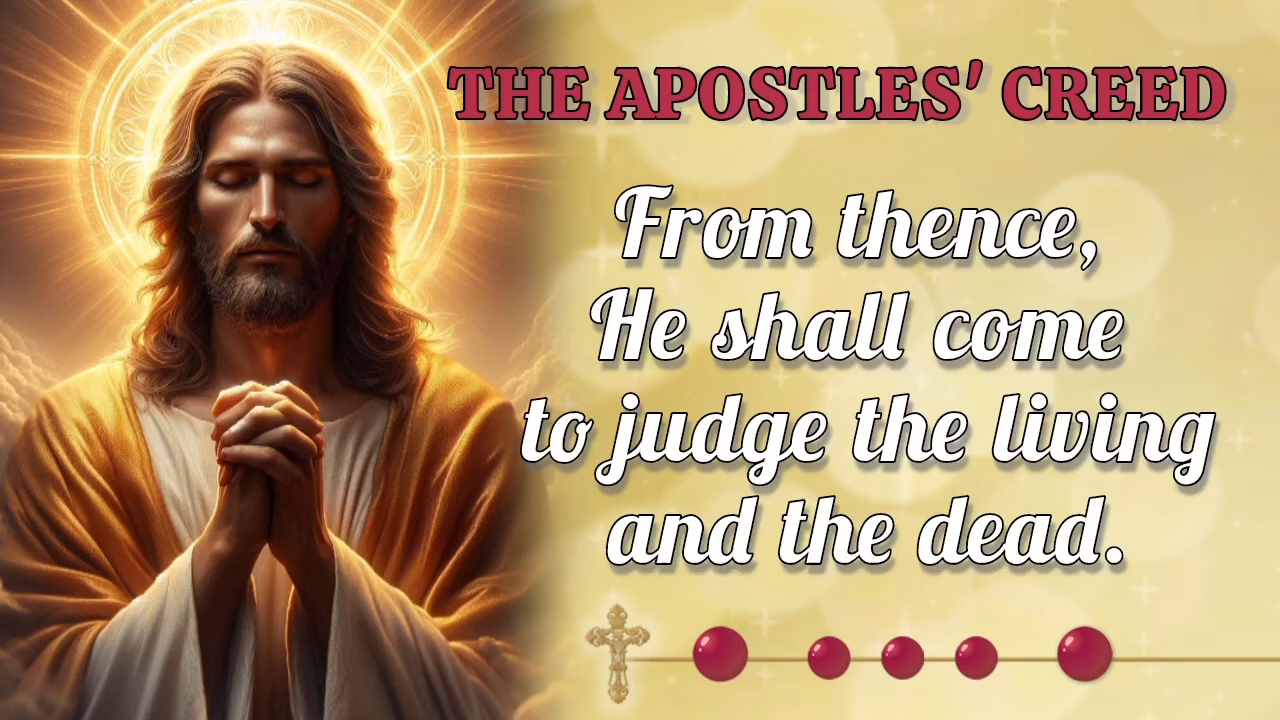 THE APOSTLES' CREED
From thence,
He shall come
to judge the living
and the dead.